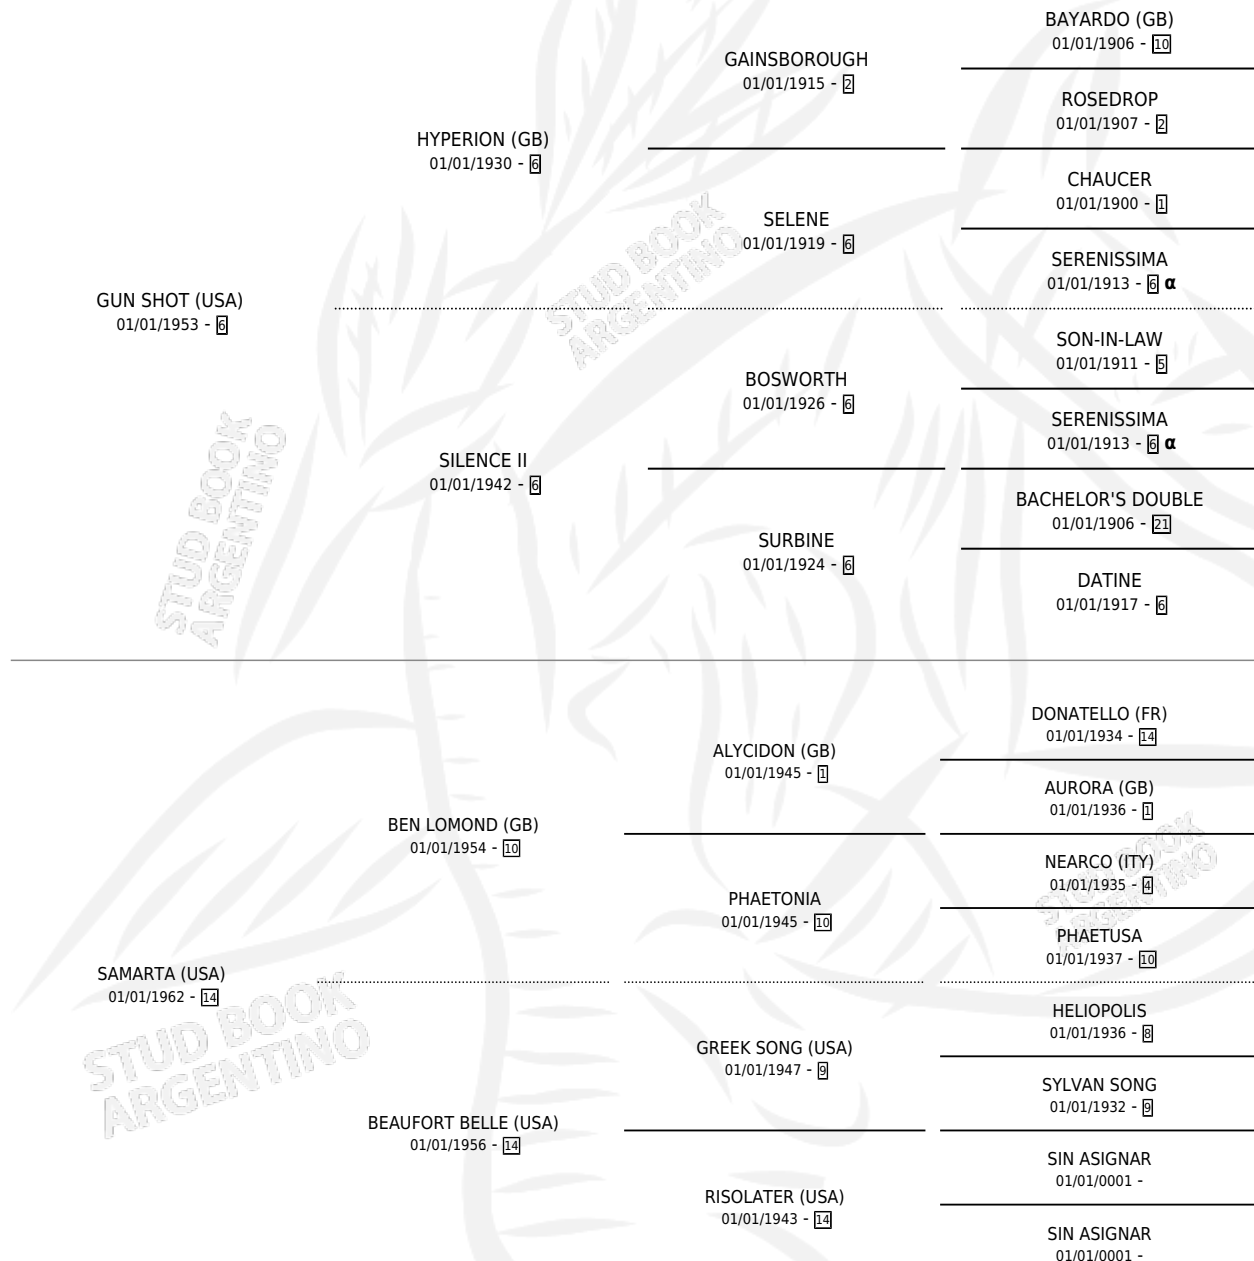 BAYARDO (GB)
01/01/1906 - 10
GAINSBOROUGH
01/01/1915 - 2
ROSEDROP
01/01/1907 - 2
HYPERION (GB)
01/01/1930 - 6
CHAUCER
01/01/1900 - 1
SELENE
01/01/1919 - 6
SERENISSIMA
01/01/1913 - 6 α
GUN SHOT (USA)
01/01/1953 - 6
SON-IN-LAW
01/01/1911 - 5
BOSWORTH
01/01/1926 - 6
SERENISSIMA
01/01/1913 - 6 α
SILENCE II
01/01/1942 - 6
BACHELOR'S DOUBLE
01/01/1906 - 21
SURBINE
01/01/1924 - 6
DATINE
01/01/1917 - 6
DONATELLO (FR)
01/01/1934 - 14
ALYCIDON (GB)
01/01/1945 - 1
AURORA (GB)
01/01/1936 - 1
BEN LOMOND (GB)
01/01/1954 - 10
NEARCO (ITY)
01/01/1935 - 4
PHAETONIA
01/01/1945 - 10
PHAETUSA
01/01/1937 - 10
SAMARTA (USA)
01/01/1962 - 14
HELIOPOLIS
01/01/1936 - 8
GREEK SONG (USA)
01/01/1947 - 9
SYLVAN SONG
01/01/1932 - 9
BEAUFORT BELLE (USA)
01/01/1956 - 14
SIN ASIGNAR
01/01/0001 -
RISOLATER (USA)
01/01/1943 - 14
SIN ASIGNAR
01/01/0001 -
STUD BOOK
ARGENTINO
STUD BOOK
ARGENTINO
STUD BOOK
ARGENTINO
STUD BOOK
ARGENTINO